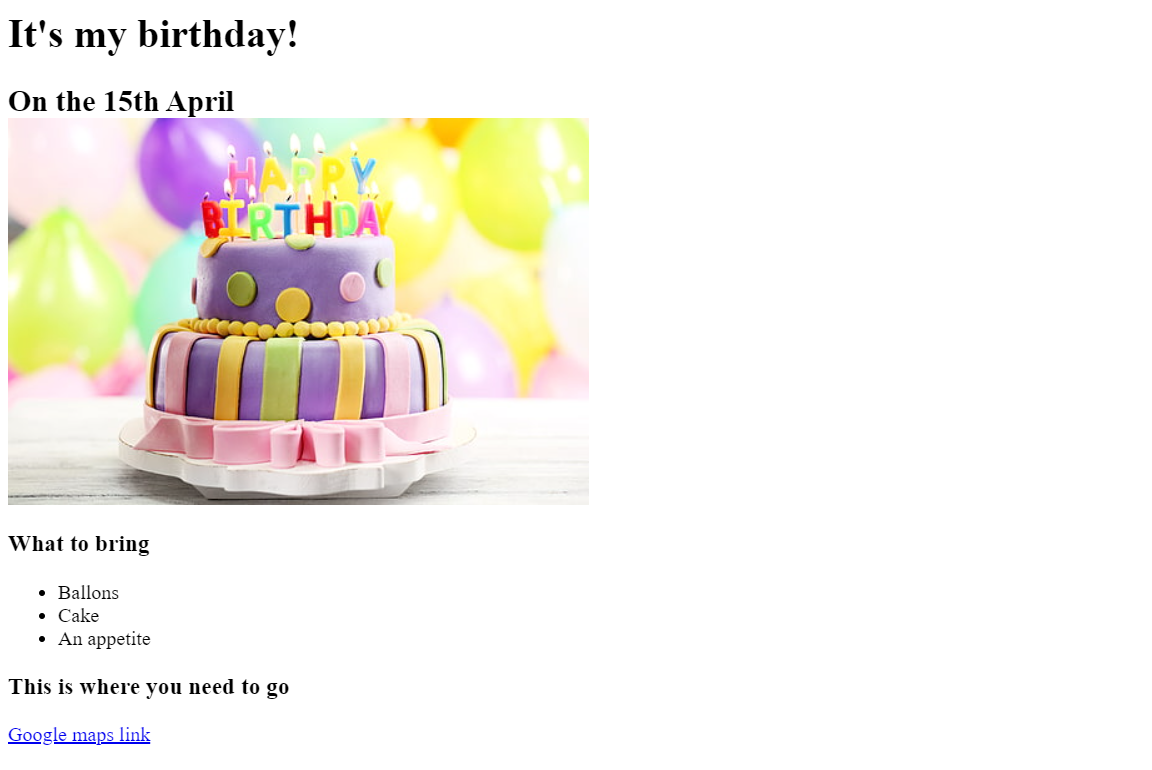 It's my birthday!
On the 15th April
HAPPY
BIRTHDAY
What to bring
Ballons
Cake
An appetite
This is where you need to go
Google maps link